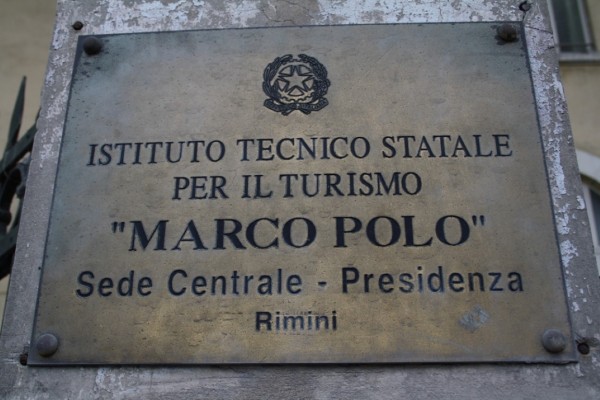 ISTITUTO TECNICO STATALE
PER IL TURISMO
"MARCO POLO"
Sede Centrale - Presidenza
Rimini